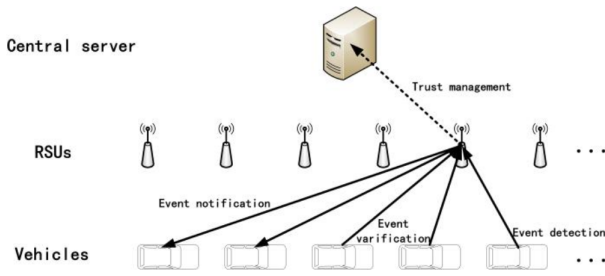 Central server
Trust management
RSUs
. . .
Event notification
Event
varification
Event detection
Vehicles
. . .